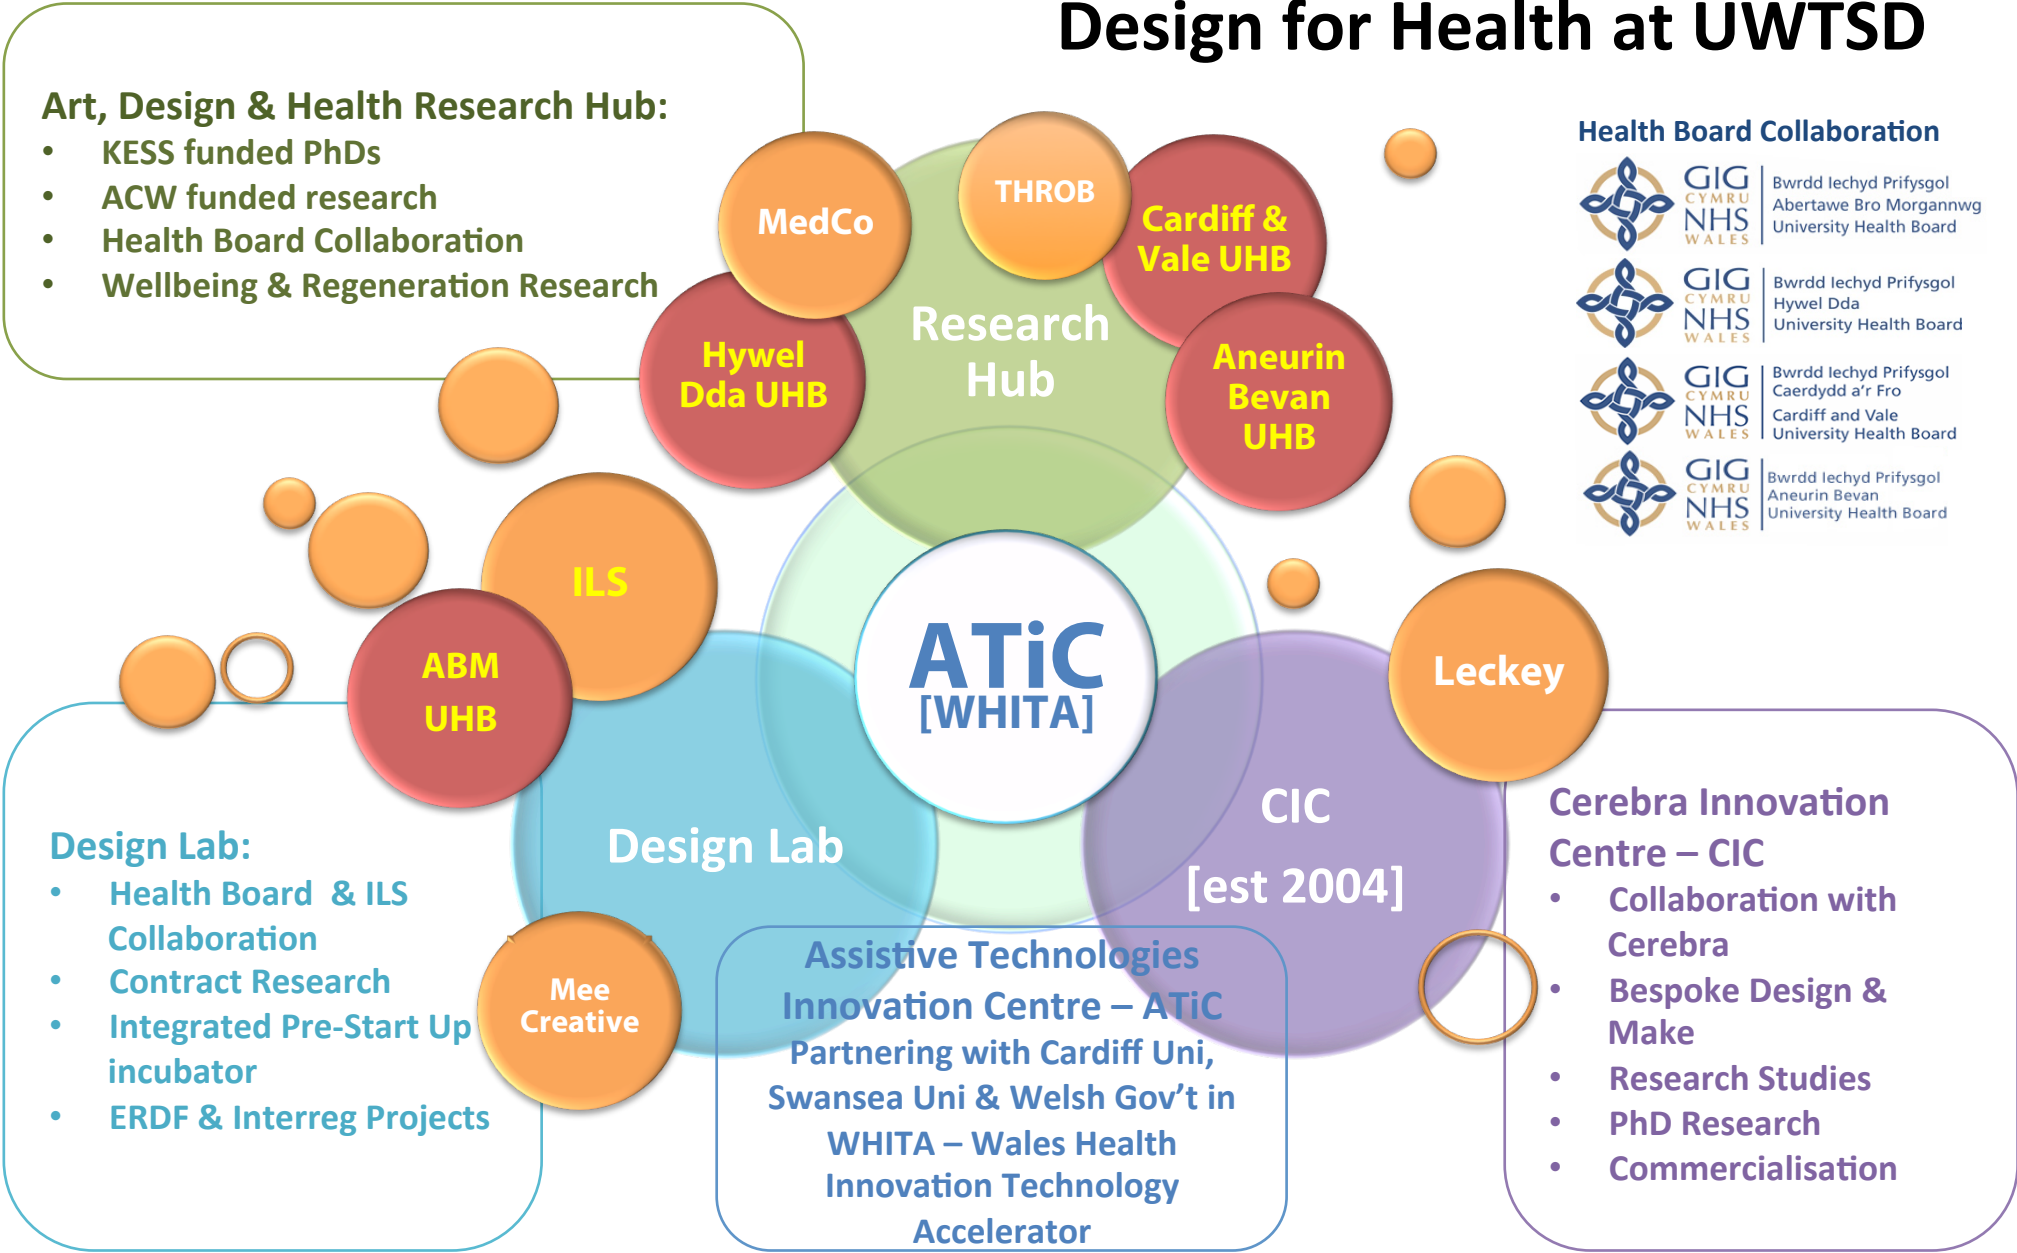 Design for Health at UWTSD
Art, Design & Health Research Hub:
• KESS funded PhDs
• ACW funded research
• Health Board Collaboration
• Wellbeing & Regeneration Research
MedCo
THROB
Cardiff &
Vale UHB
Hywel
Dda UHB
Research
Hub
Aneurin
Bevan
UHB
Health Board Collaboration
GIG
CYMRU
NHS
WALES
Bwrdd Iechyd Prifysgol
Abertawe Bro Morgannwg
University Health Board
GIG
CYMRU
NHS
WALES
Bwrdd Iechyd Prifysgol
Hywel Dda
University Health Board
GIG
CYMRU
NHS
WALES
Bwrdd Iechyd Prifysgol
Caerdydd a'r Fro
Cardiff and Vale
University Health Board
GIG
CYMRU
NHS
WALES
Bwrdd Iechyd Prifysgol
Aneurin Bevan
University Health Board
ILS
ABM
UHB
ATiC
[WHITA]
Leckey
Design Lab
CIC
[est 2004]
Mee
Creative
Design Lab:
• Health Board & ILS
Collaboration
• Contract Research
• Integrated Pre-Start Up
incubator
• ERDF & Interreg Projects
Assistive Technologies
Innovation Centre – ATiC
Partnering with Cardiff Uni,
Swansea Uni & Welsh Gov't in
WHITA – Wales Health
Innovation Technology
Accelerator
Cerebra Innovation
Centre – CIC
• Collaboration with
Cerebra
• Bespoke Design &
Make
• Research Studies
• PhD Research
• Commercialisation